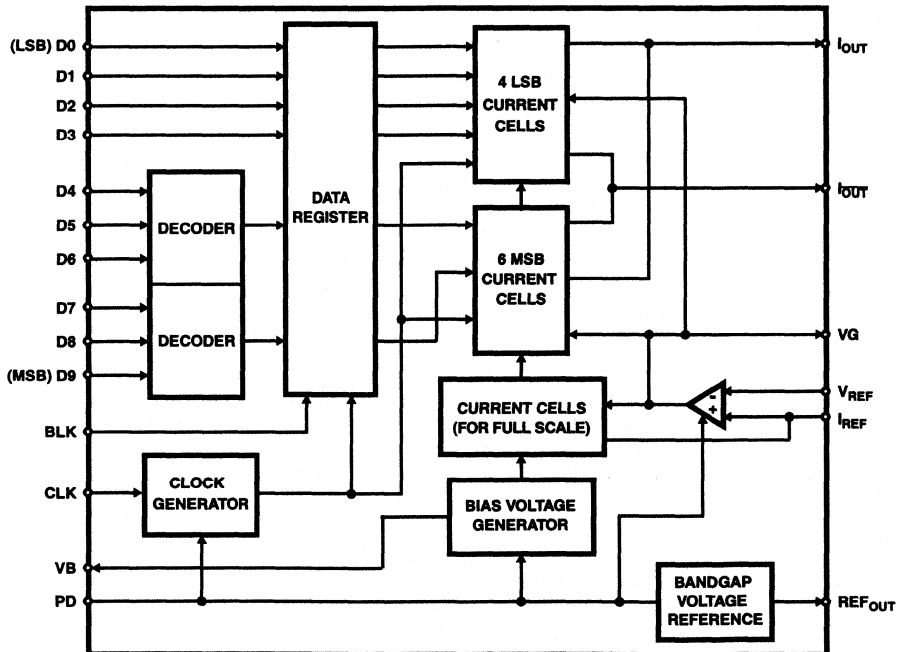 (LSB) D0
D1
D2
D3
D4
D5
D6
D7
D8
(MSB) D9
BLK
CLK
VB
PD
DECODER
DECODER
CLOCK
GENERATOR
DATA
REGISTER
4 LSB
CURRENT
CELLS
6 MSB
CURRENT
CELLS
CURRENT CELLS
(FOR FULL SCALE)
BIAS VOLTAGE
GENERATOR
-
+
BANDGAP
VOLTAGE
REFERENCE
IOUT
I̅O̅U̅T̅
VG
VREF
IREF
REFOUT